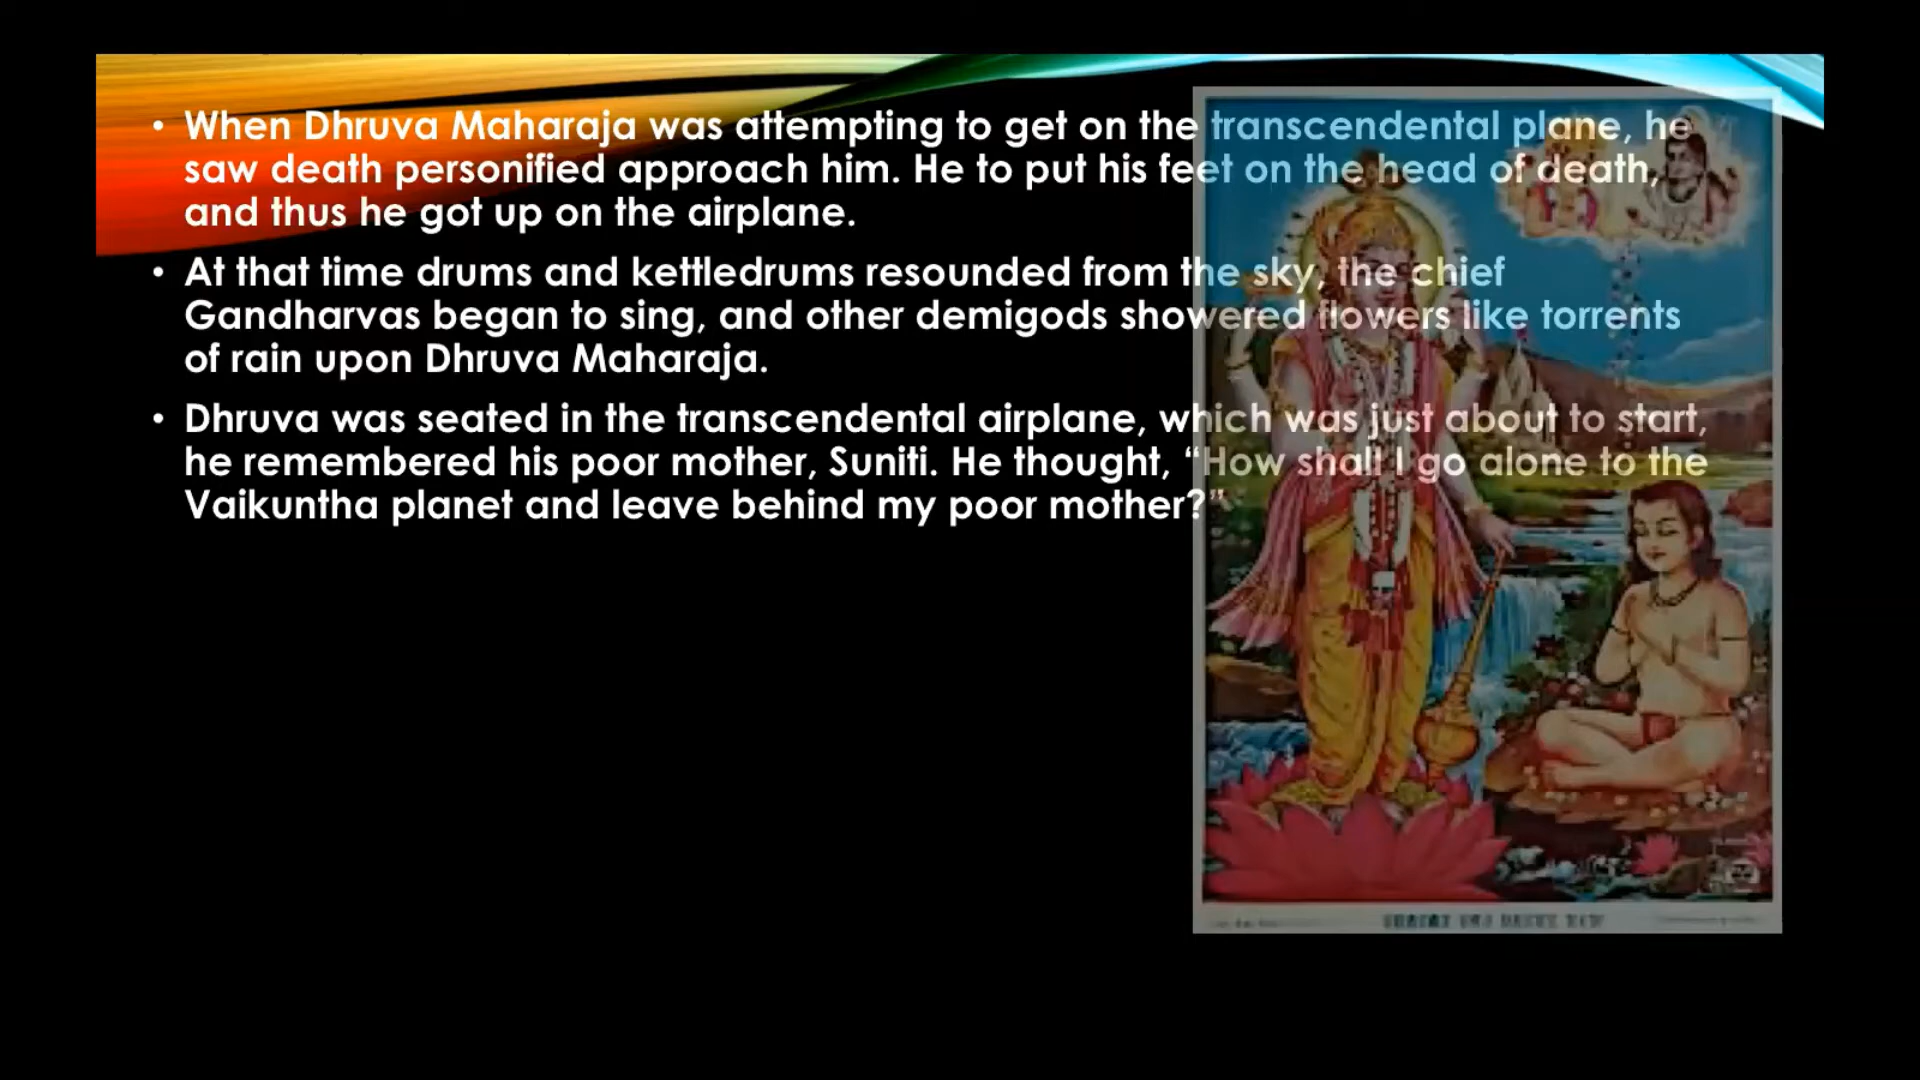 • When Dhruva Maharaja was attempting to get on the transcendental plane, he
saw death personified approach him. He to put his feet on the head of death,
and thus he got up on the airplane.
• At that time drums and kettledrums resounded from the sky, the chief
Gandharvas began to sing, and other demigods showered flowers like torrents
of rain upon Dhruva Maharaja.
• Dhruva was seated in the transcendental airplane, which was just about to start,
he remembered his poor mother, Suniti. He thought, “How shall I go alone to the
Vaikuntha planet and leave behind my poor mother?”